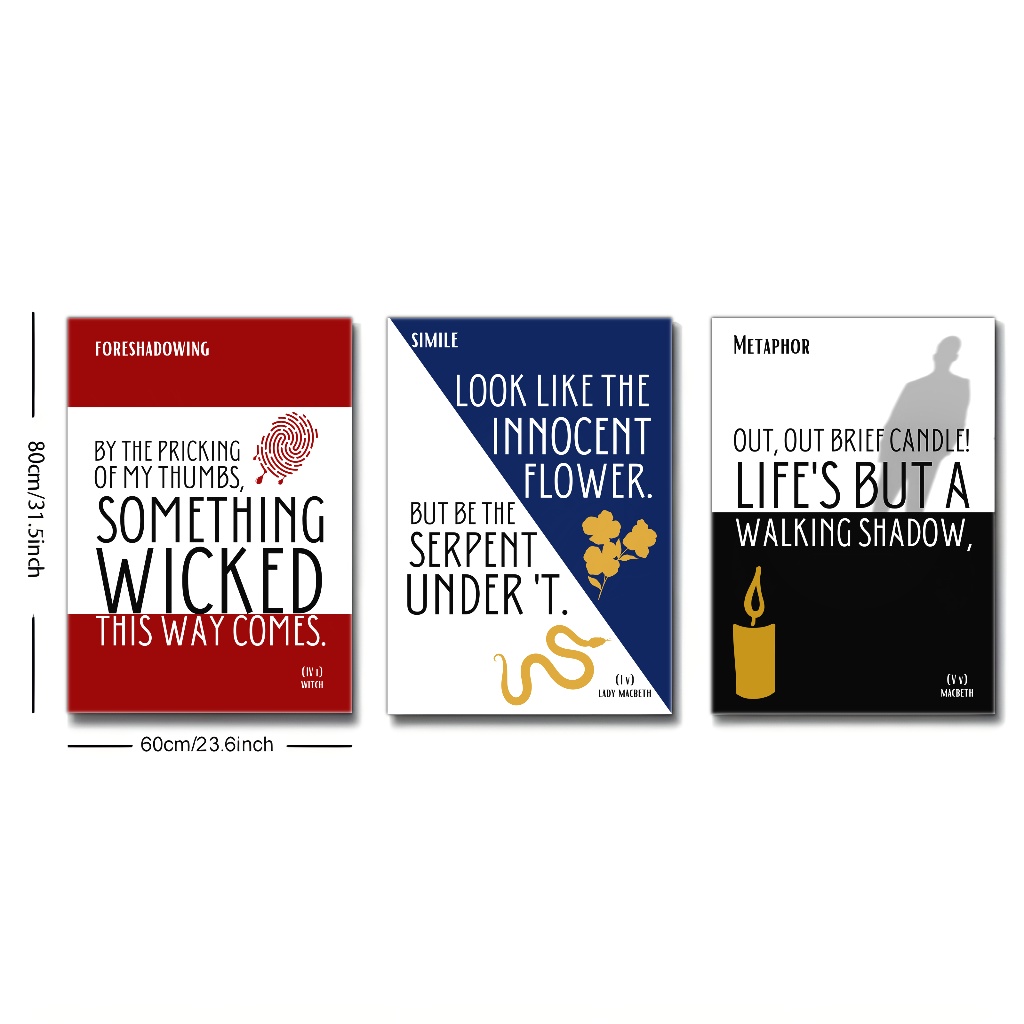 FORESHADOWING
BY THE PRICKING
OF MY THUMBS,
SOMETHING
WICKED
THIS WAY COMES.
(IV i)
WITCH
SIMILE
LOOK LIKE THE
INNOCENT
FLOWER.
BUT BE THE
SERPENT
UNDER 'T.
(I v)
LADY MACBETH
METAPHOR
OUT, OUT BRIEF CANDLE!
LIFE'S BUT A
WALKING SHADOW,
(V v)
MACBETH
80cm/31.5inch
60cm/23.6inch